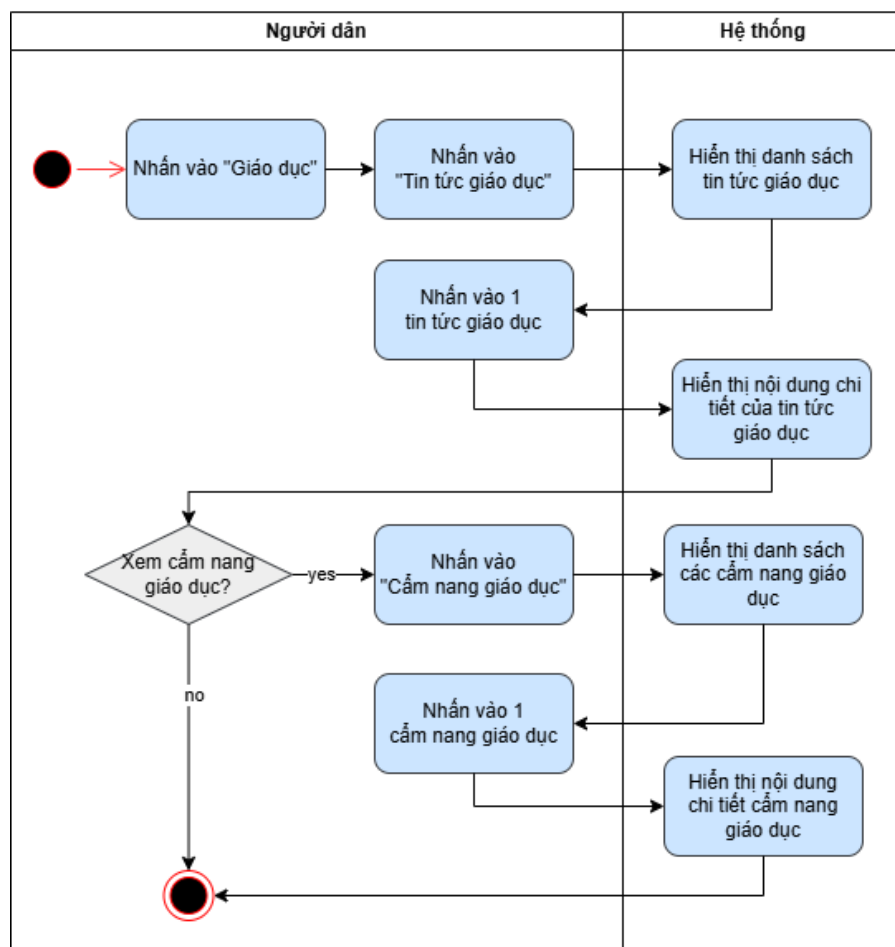 Người dân
Hệ thống
Nhấn vào "Giáo dục"
Nhấn vào
"Tin tức giáo dục"
Hiển thị danh sách
tin tức giáo dục
Nhấn vào 1
tin tức giáo dục
Hiển thị nội dung chi
tiết của tin tức
giáo dục
Xem cẩm nang
giáo dục?
yes
Nhấn vào
"Cẩm nang giáo dục"
Hiển thị danh sách
các cẩm nang giáo
dục
no
Nhấn vào 1
cẩm nang giáo dục
Hiển thị nội dung
chi tiết cẩm nang
giáo dục